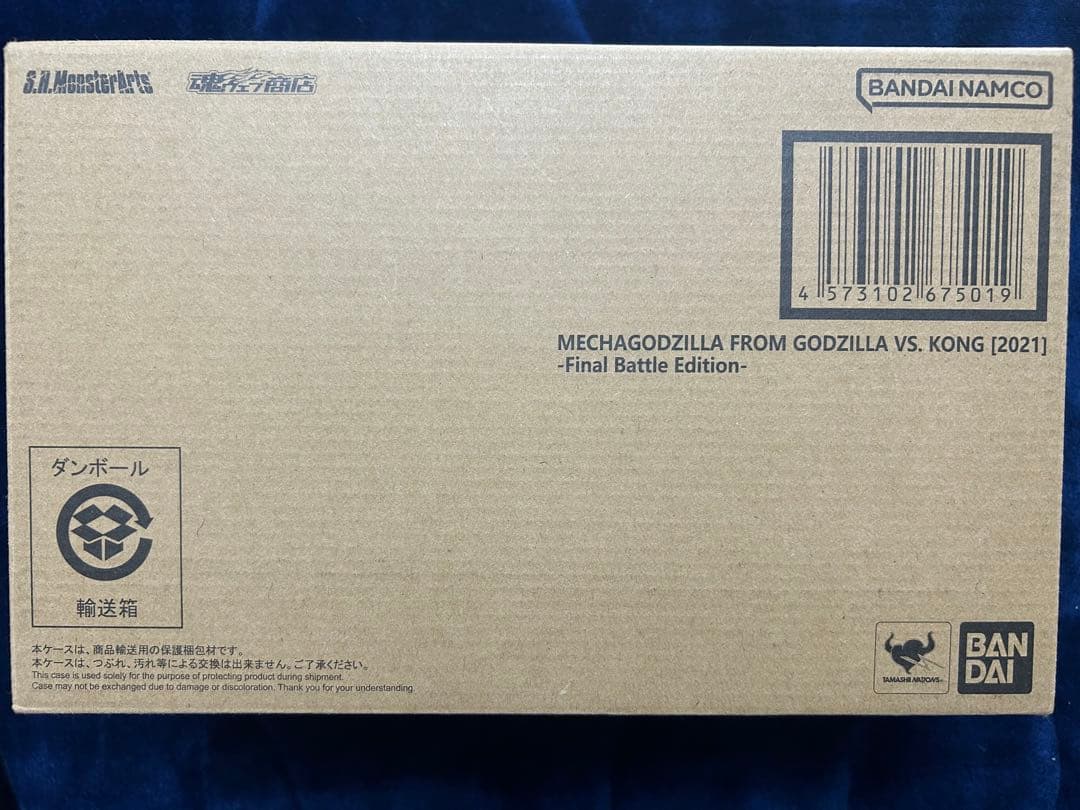 S.H.MonsterArts
魂ウェブ商店
BANDAI NAMCO
4 573102 675019
MECHAGODZILLA FROM GODZILLA VS. KONG [2021]
-Final Battle Edition-
ダンボール
輸送箱
本ケースは、商品輸送用の保護梱包材です。
本ケースは、つぶれ、汚れ等による交換は出来ません。ご了承ください。
This case is used solely for the purpose of protecting product during shipment.
Case may not be exchanged due to damage or discoloration. Thank you for your understanding.
TAMASHII NATIONS
BAN
DAI